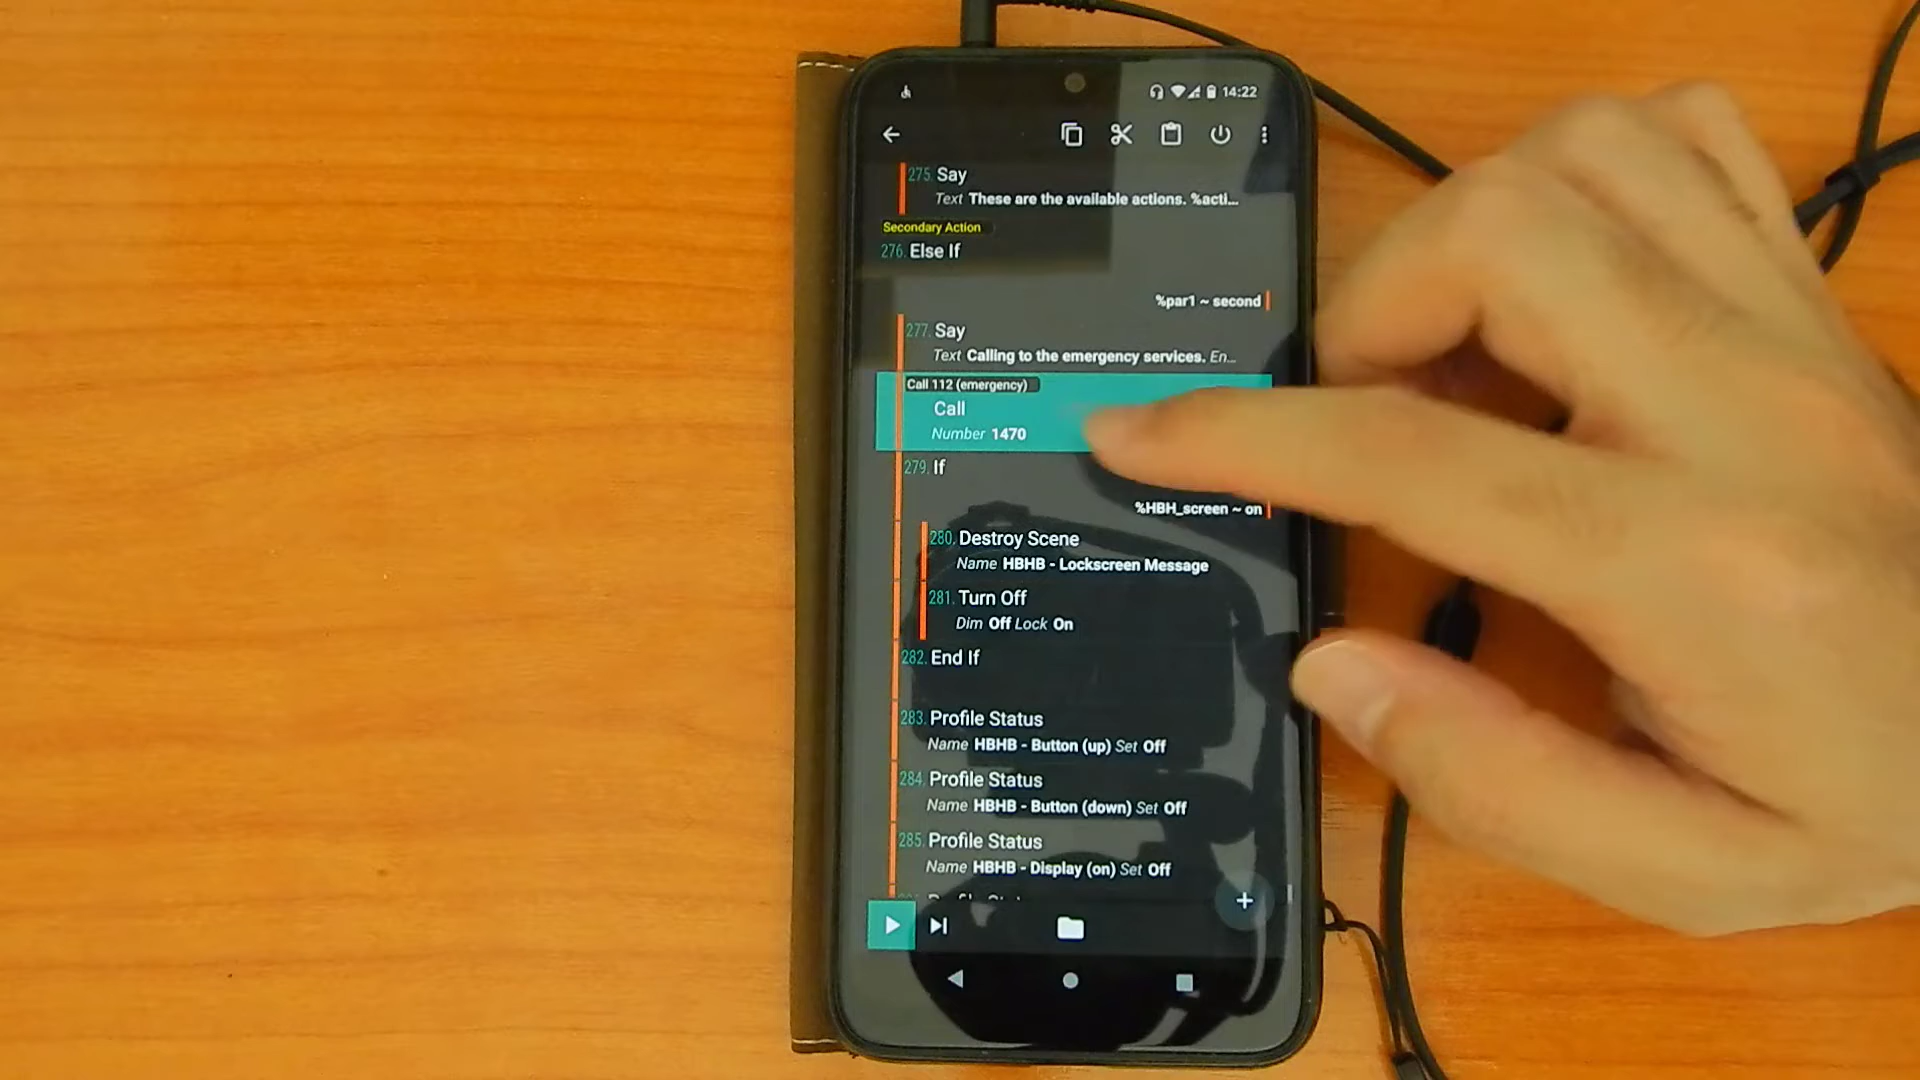 14:22
275. Say
Text These are the available actions. %acti...
Secondary Action
276. Else If
%par1 ~ second
277. Say
Text Calling to the emergency services. En...
Call 112 (emergency)
Call
Number 1470
279. If
%HBH_screen ~ on
280. Destroy Scene
Name HBHB - Lockscreen Message
281. Turn Off
Dim Off Lock On
282. End If
283. Profile Status
Name HBHB - Button (up) Set Off
284. Profile Status
Name HBHB - Button (down) Set Off
285. Profile Status
Name HBHB - Display (on) Set Off